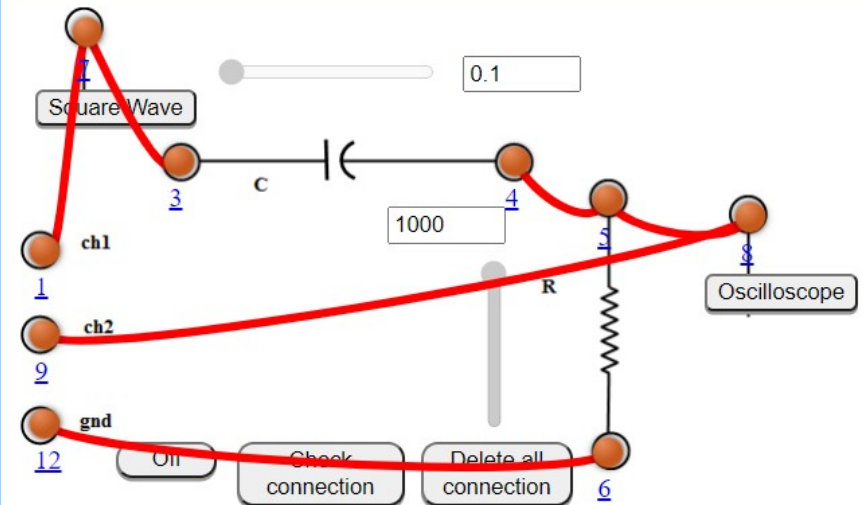 7
0.1
Square Wave
3
C
4
1000
5
8
ch1
1
R
Oscilloscope
ch2
9
gnd
12
Off
Check
connection
Delete all
connection
6